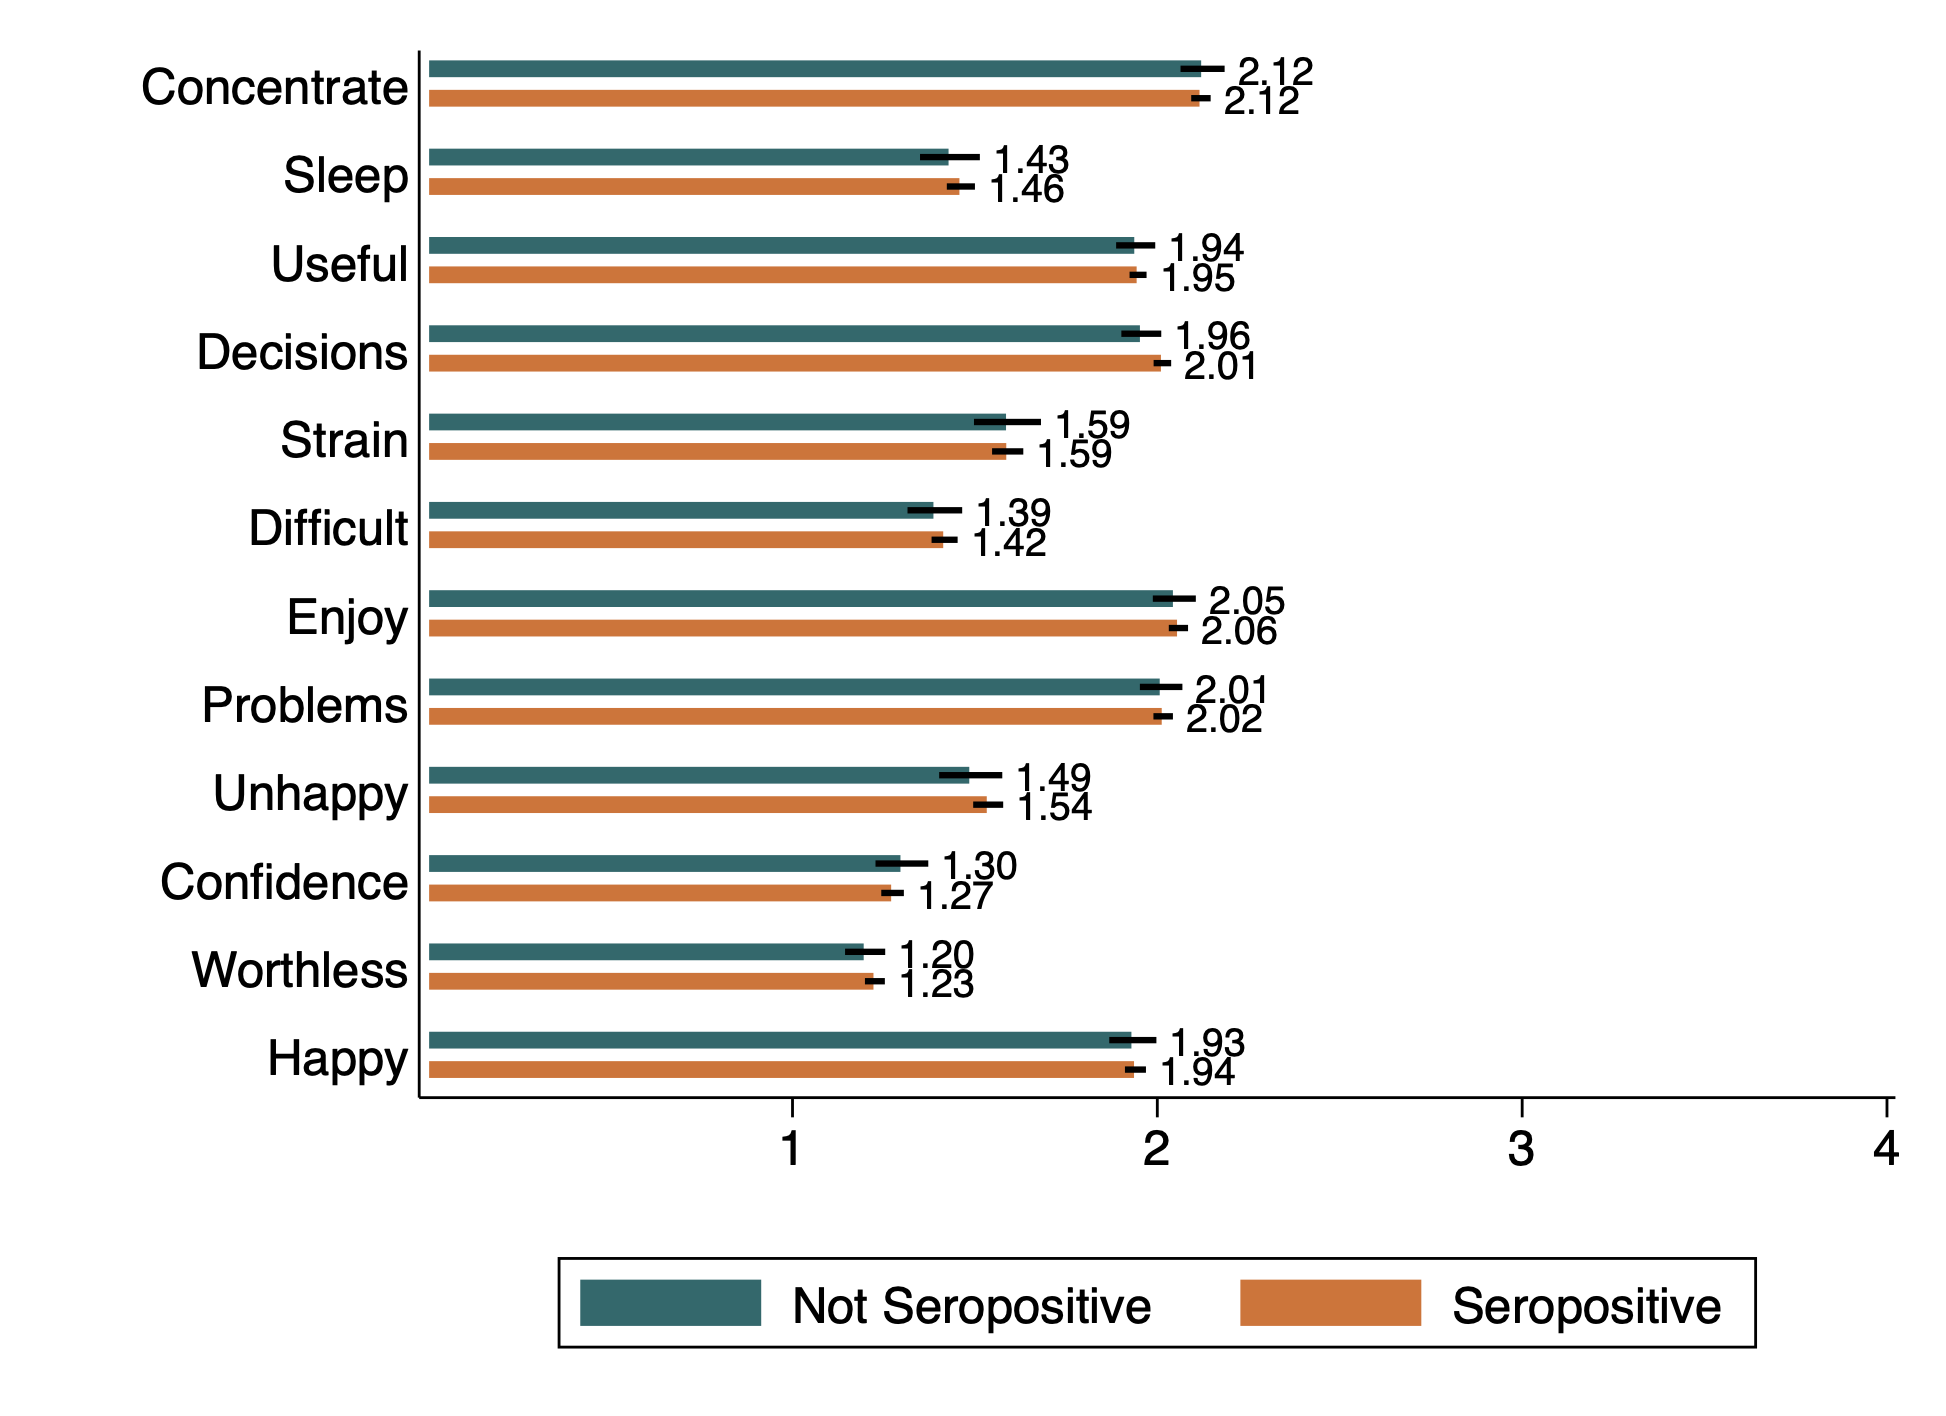 Concentrate 2.12
2.12
Sleep 1.43
1.46
Useful 1.94
1.95
Decisions 1.96
2.01
Strain 1.59
1.59
Difficult 1.39
1.42
Enjoy 2.05
2.06
Problems 2.01
2.02
Unhappy 1.49
1.54
Confidence 1.30
1.27
Worthless 1.20
1.23
Happy 1.93
1.94
1 2 3 4
Not Seropositive Seropositive